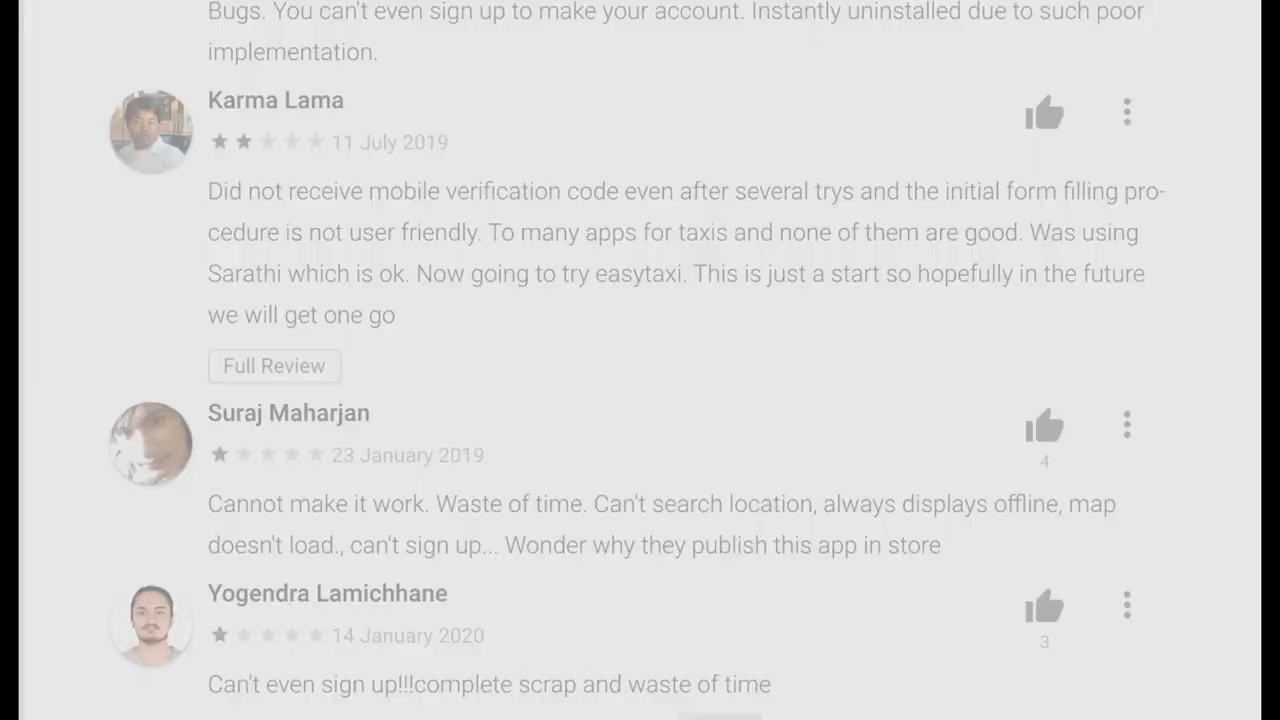 Bugs. You can't even sign up to make your account. Instantly uninstalled due to such poor
implementation.
Karma Lama
11 July 2019
Did not receive mobile verification code even after several trys and the initial form filling pro-
cedure is not user friendly. To many apps for taxis and none of them are good. Was using
Sarathi which is ok. Now going to try easytaxi. This is just a start so hopefully in the future
we will get one go
Full Review
Suraj Maharjan
23 January 2019
4
Cannot make it work. Waste of time. Can't search location, always displays offline, map
doesn't load., can't sign up... Wonder why they publish this app in store
Yogendra Lamichhane
14 January 2020
3
Can't even sign up!!!complete scrap and waste of time